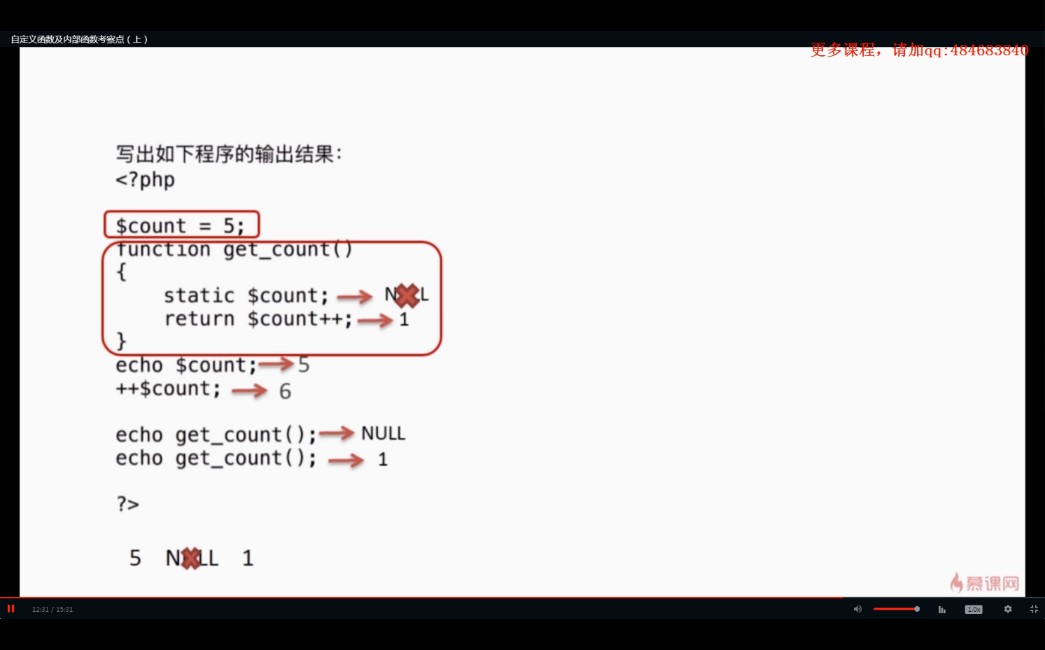 自定义函数及内部函数考察点（上）
更多课程，请加qq:484683840
写出如下程序的输出结果：
<?php
$count = 5;
function get_count()
{
static $count; NULL
return $count++; 1
}
echo $count; 5
++$count; 6
echo get_count(); NULL
echo get_count(); 1
?>
5 NULL 1
慕课网
12:31 / 15:31
1.0x